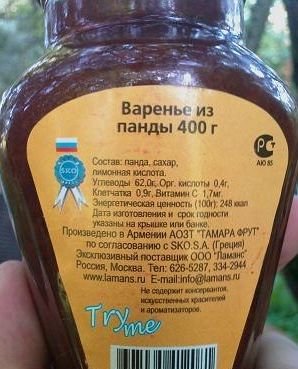 Варенье из
панды 400 г
SKO
АЮ 85
Состав: панда, сахар,
лимонная кислота.
Углеводы 62,0г, Орг. кислоты 0,4г,
Клетчатка 0,9г, Витамин С 1,7мг.
Энергетическая ценность (100г): 248 ккал
Дата изготовления и срок годности
указаны на крышке или банке.
Произведено в Армении АОЗТ "ТАМАРА ФРУТ"
по согласованию с SKO.S.A. (Греция)
Эксклюзивный поставщик ООО "Ламанс"
Россия, Москва. Тел: 626-5287, 334-2944
www.lamans.ru E-mail:info@lamans.ru
Не содержит консервантов,
искусственных красителей
и ароматизаторов.
Try me